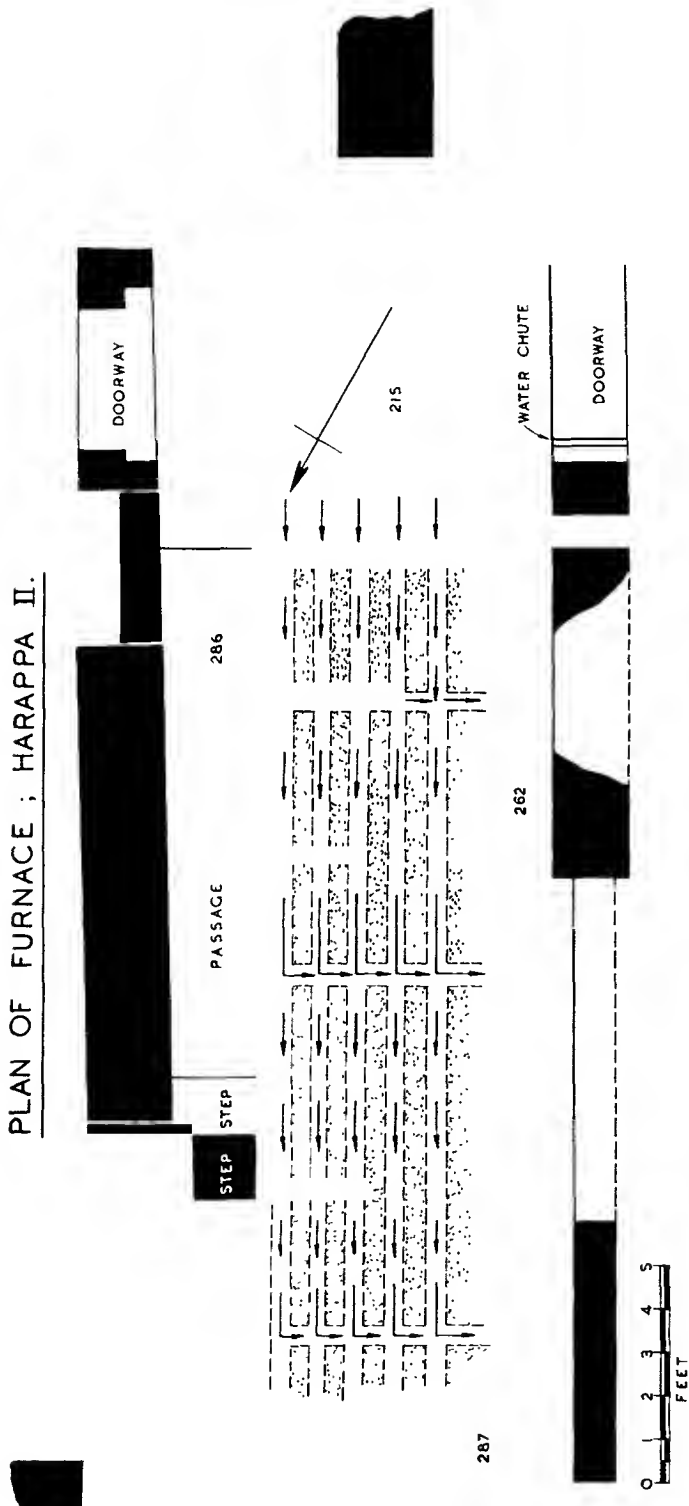 PLAN OF FURNACE ; HARAPPA II.
DOORWAY
286
PASSAGE
STEP
STEP
215
WATER CHUTE
DOORWAY
262
287
0 1 2 3 4 5
FEET